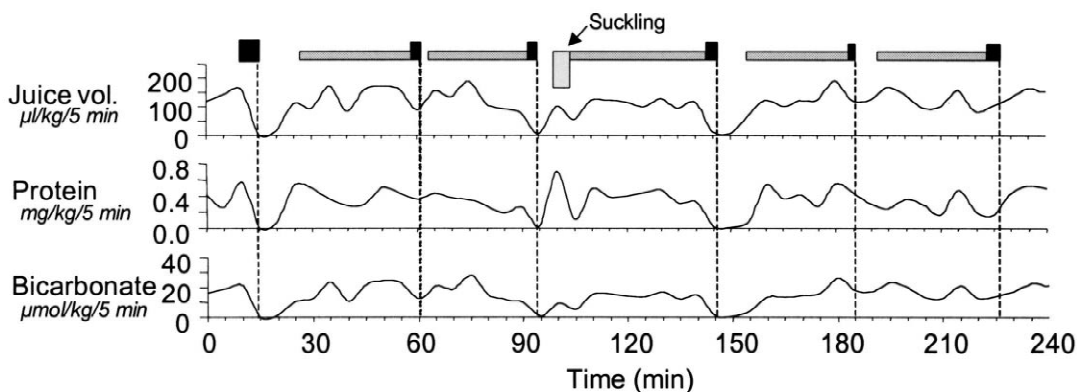 Suckling
200
Juice vol. 100
µl/kg/5 min 0
0.8
Protein 0.4
mg/kg/5 min 0.0
40
Bicarbonate 20
µmol/kg/5 min 0
0 30 60 90 120 150 180 210 240
Time (min)